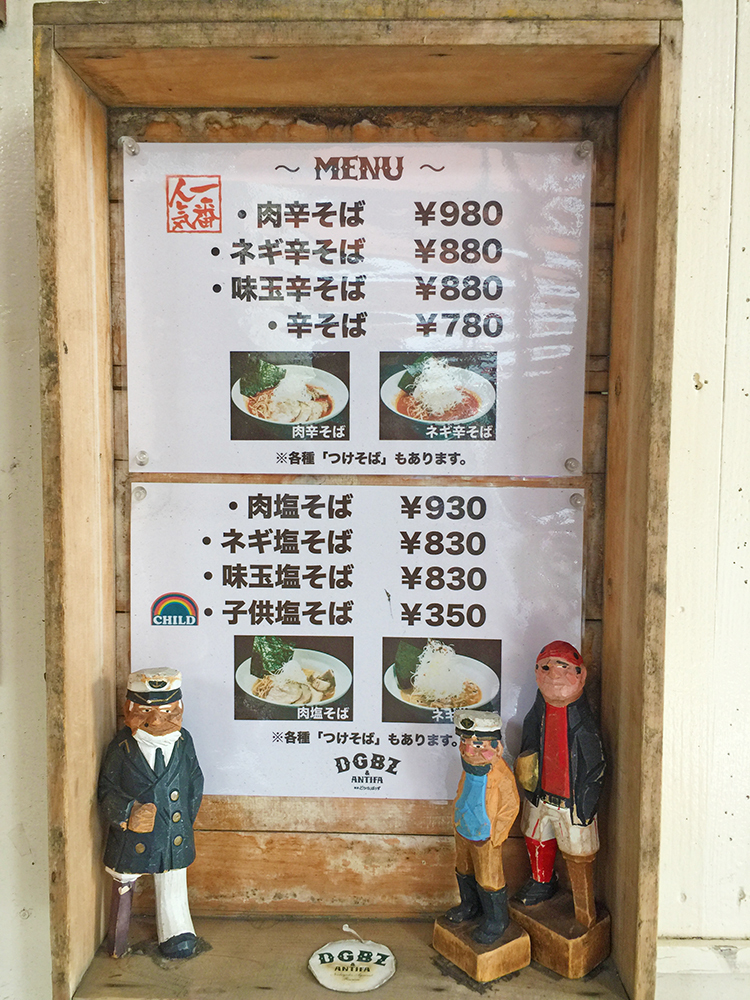 ~ MENU ~
一番人気
・肉辛そば ¥980
・ネギ辛そば ¥880
・味玉辛そば ¥880
・辛そば ¥780
肉辛そば ネギ辛そば
※各種「つけそば」もあります。
・肉塩そば ¥930
・ネギ塩そば ¥830
・味玉塩そば ¥830
CHILD ・子供塩そば ¥350
肉塩そば ネギ
※各種「つけそば」もあります。
DGBZ
&
ANTIFA
DGBZ
&
ANTIFA